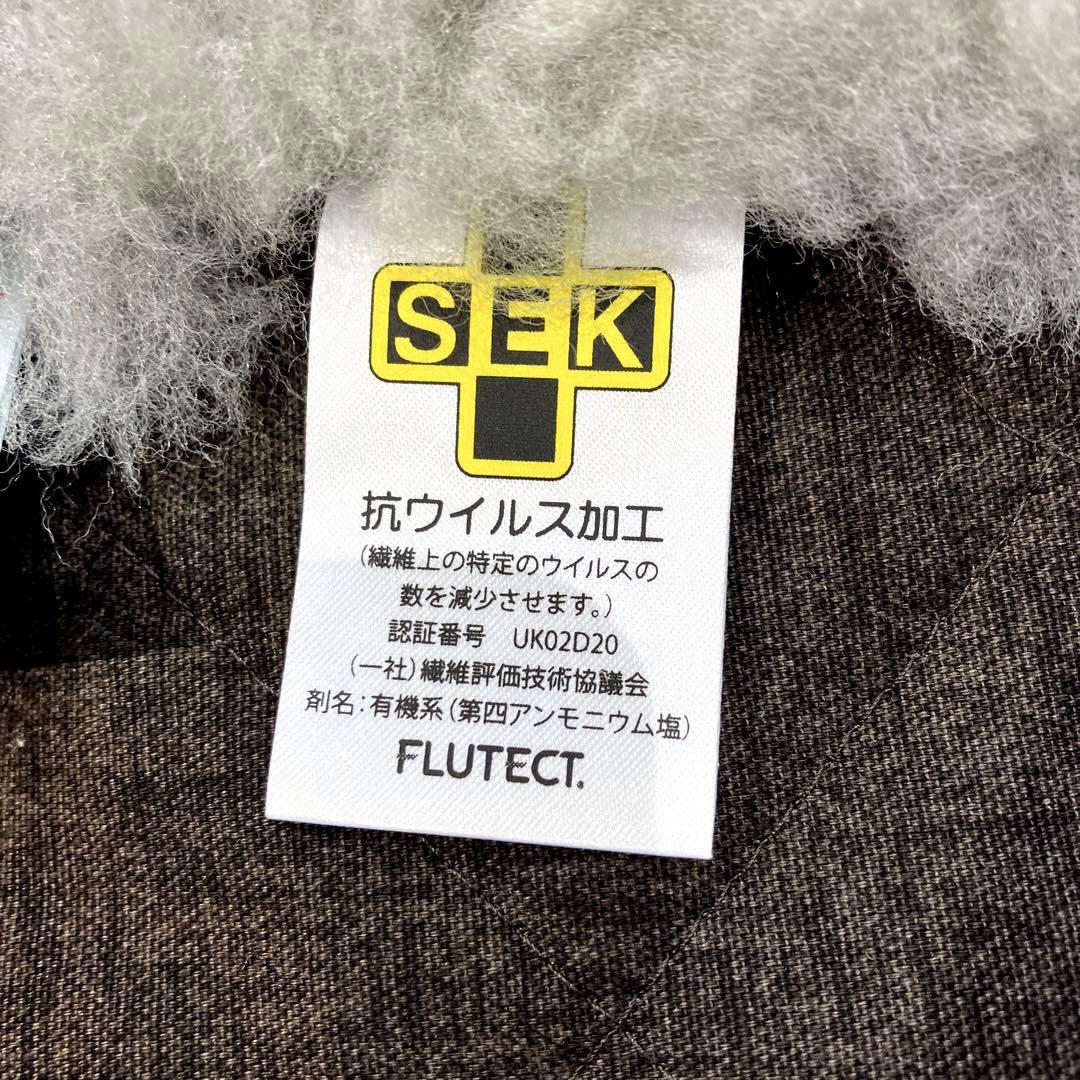 SEK
抗ウイルス加工
(繊維上の特定のウイルスの
数を減少させます。)
認証番号 UK02D20
(一社)繊維評価技術協議会
剤名:有機系(第四アンモニウム塩)
FLUTECT.